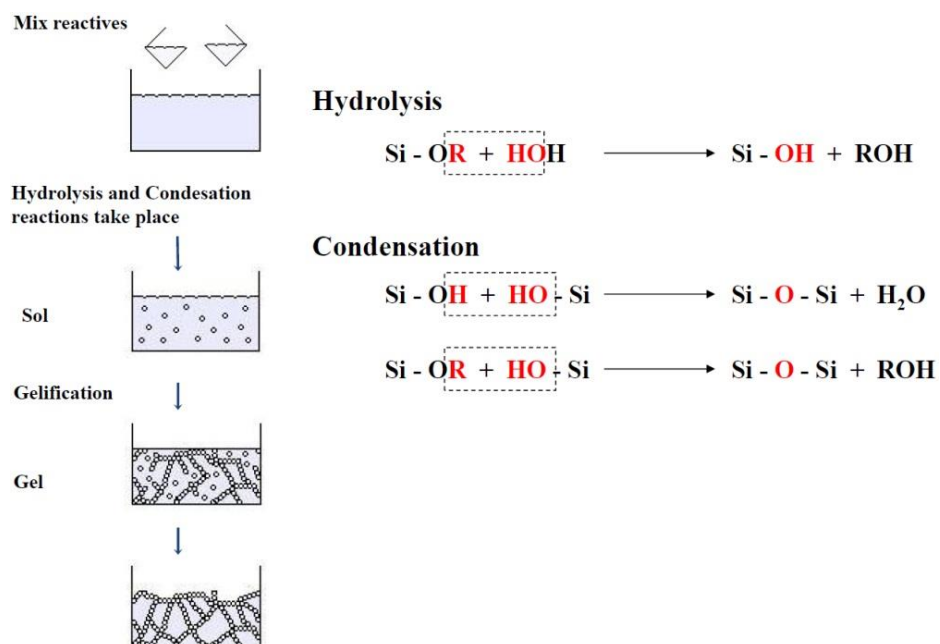 Mix reactives
Hydrolysis
Si - OR + HOH → Si - OH + ROH
Hydrolysis and Condesation
reactions take place
Condensation
Si - OH + HO - Si → Si - O - Si + H₂O
Sol
Si - OR + HO - Si → Si - O - Si + ROH
Gelification
Gel